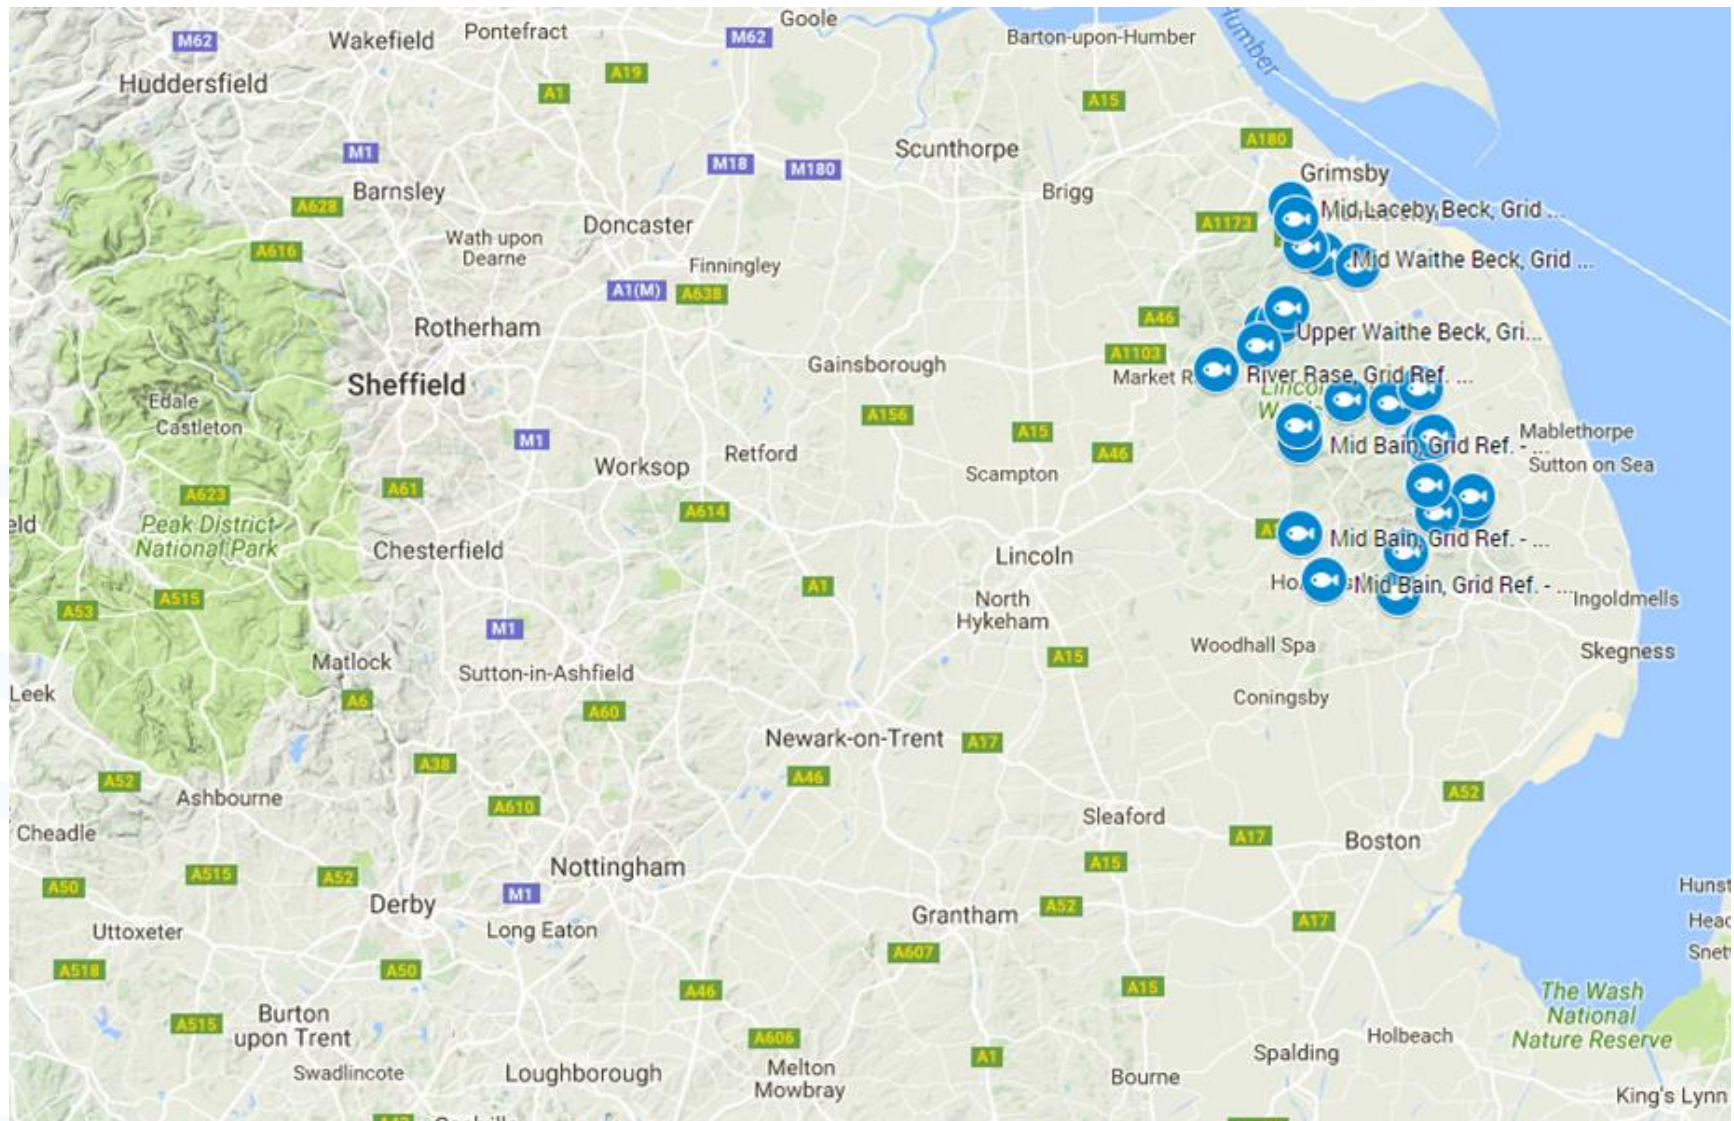 Goole
M62
Wakefield
Pontefract
M62
Barton-upon-Humber
Humber
Huddersfield
A19
A1
A15
A180
M1
Scunthorpe
M18
M180
Grimsby
Barnsley
Brigg
A628
Mid Laceby Beck, Grid ...
Doncaster
A1173
A616
Wath upon
Dearne
Finningley
Mid Waithe Beck, Grid ...
A1(M)
A638
Rotherham
A46
Upper Waithe Beck, Gri...
A1103
Gainsborough
Market R
River Rase, Grid Ref. ...
Sheffield
Edale
Castleton
A156
A15
M1
Retford
A46
Mablethorpe
Mid Bain, Grid Ref. - ...
Worksop
Scampton
Sutton on Sea
A61
A623
A614
Peak District
National Park
Chesterfield
Lincoln
Mid Bain, Grid Ref. - ...
A1
A515
A53
North
Hykeham
Mid Bain, Grid Ref. - ...
Ingoldmells
M1
Woodhall Spa
Skegness
Matlock
Sutton-in-Ashfield
A15
Leek
A6
A60
Coningsby
Newark-on-Trent
A17
A38
A52
A46
A52
Ashbourne
A610
Sleaford
Cheadle
A17
Boston
Nottingham
A15
A50
A515
A52
M1
Derby
Grantham
A52
A17
Uttoxeter
Long Eaton
A607
A518
A50
A46
A15
The Wash
National
Nature Reserve
Burton
upon Trent
A515
A606
Holbeach
Spalding
A1
Swadlincote
Loughborough
Melton
Mowbray
Bourne
King's Lynn